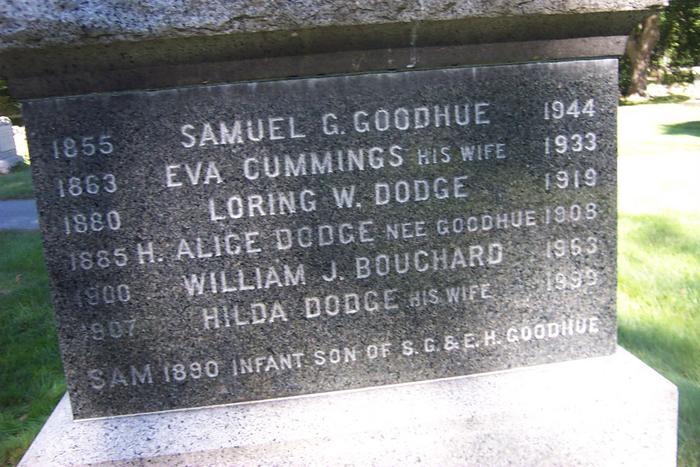 1855 SAMUEL G. GOODHUE 1944
1863 EVA CUMMINGS HIS WIFE 1933
1880 LORING W. DODGE 1919
1885 H. ALICE DODGE NEE GOODHUE 1908
1900 WILLIAM J. BOUCHARD 1963
1907 HILDA DODGE HIS WIFE 1999
SAM 1890 INFANT SON OF S. G. & E. H. GOODHUE